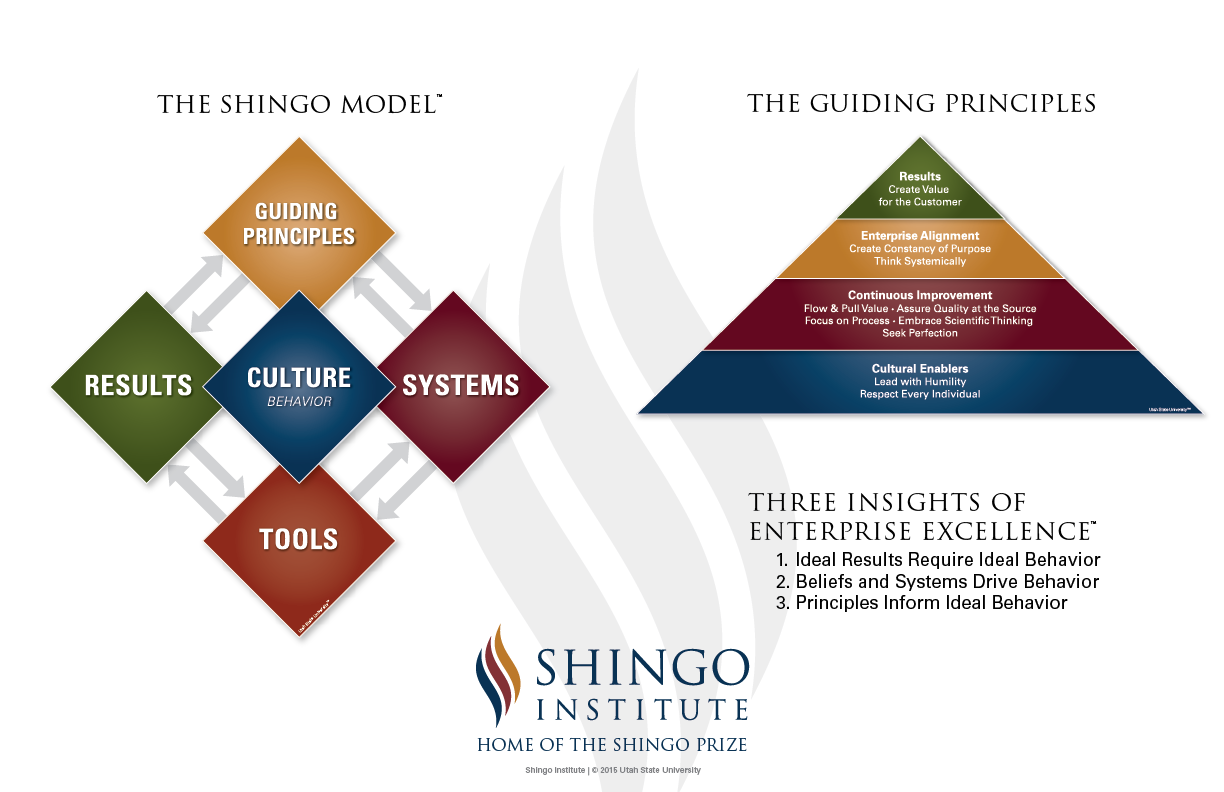 THE SHINGO MODEL™
GUIDING
PRINCIPLES
RESULTS
CULTURE
BEHAVIOR
SYSTEMS
TOOLS
Utah State University™
THE GUIDING PRINCIPLES
Results
Create Value
for the Customer
Enterprise Alignment
Create Constancy of Purpose
Think Systemically
Continuous Improvement
Flow & Pull Value • Assure Quality at the Source
Focus on Process • Embrace Scientific Thinking
Seek Perfection
Cultural Enablers
Lead with Humility
Respect Every Individual
Utah State University™
THREE INSIGHTS OF
ENTERPRISE EXCELLENCE™
1. Ideal Results Require Ideal Behavior
2. Beliefs and Systems Drive Behavior
3. Principles Inform Ideal Behavior
SHINGO
INSTITUTE
HOME OF THE SHINGO PRIZE
Shingo Institute | © 2015 Utah State University